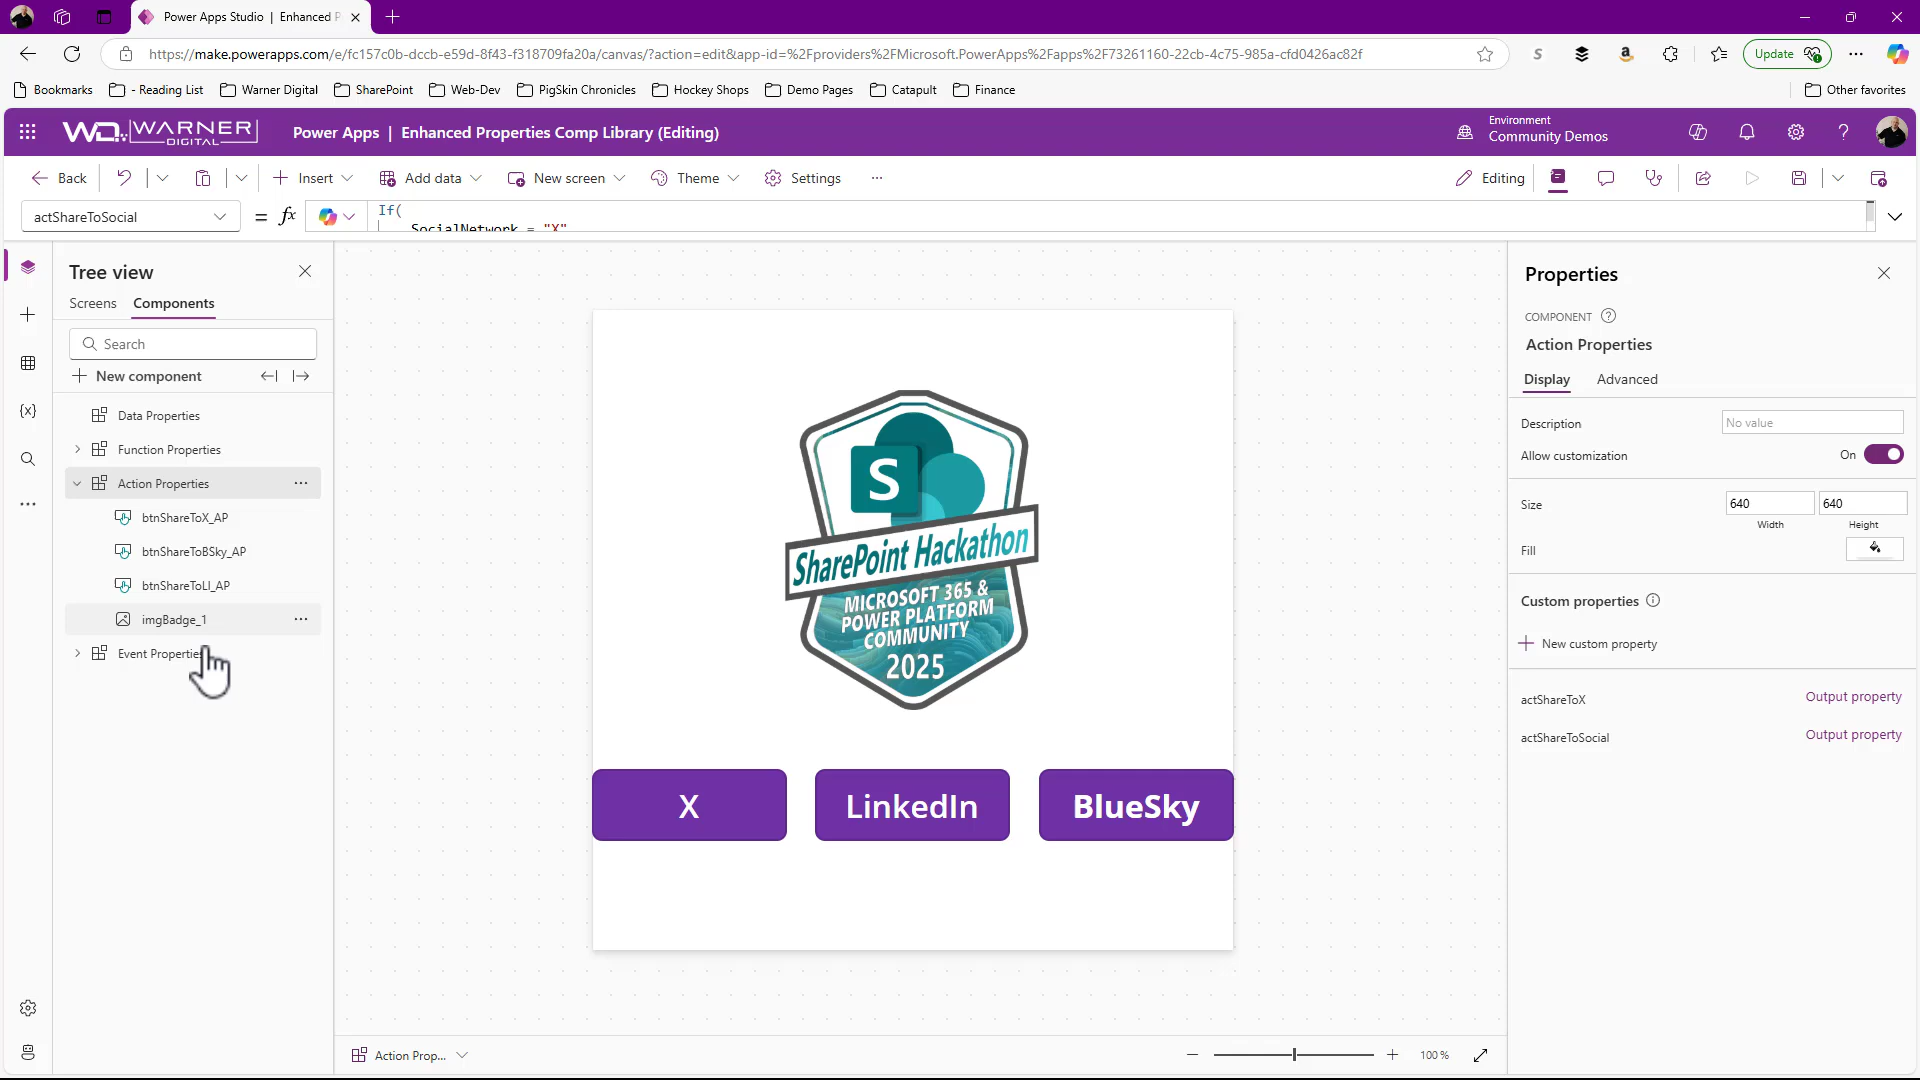 Power Apps Studio | Enhanced P
https://make.powerapps.com/e/fc157c0b-dccb-e59d-8f43-f318709fa20a/canvas/?action=edit&app-id=%2Fproviders%2FMicrosoft.PowerApps%2Fapps%2F73261160-22cb-4c75-985a-cfd0426ac82f
Update
Bookmarks
- Reading List
Warner Digital
SharePoint
Web-Dev
PigSkin Chronicles
Hockey Shops
Demo Pages
Catapult
Finance
Other favorites
WD WARNER DIGITAL
Power Apps | Enhanced Properties Comp Library (Editing)
Environment
Community Demos
Back
Insert
Add data
New screen
Theme
Settings
Editing
actShareToSocial
= fx
If(
SocialNetwork = "X"
Tree view
Screens
Components
Search
New component
Data Properties
Function Properties
Action Properties
btnShareToX_AP
btnShareToBSky_AP
btnShareToLI_AP
imgBadge_1
Event Properties
S
SharePoint Hackathon
MICROSOFT 365 &
POWER PLATFORM
COMMUNITY
2025
X
LinkedIn
BlueSky
Action Prop...
100 %
Properties
COMPONENT
Action Properties
Display
Advanced
Description
No value
Allow customization
On
Size
640
640
Width
Height
Fill
Custom properties
New custom property
actShareToX
Output property
actShareToSocial
Output property